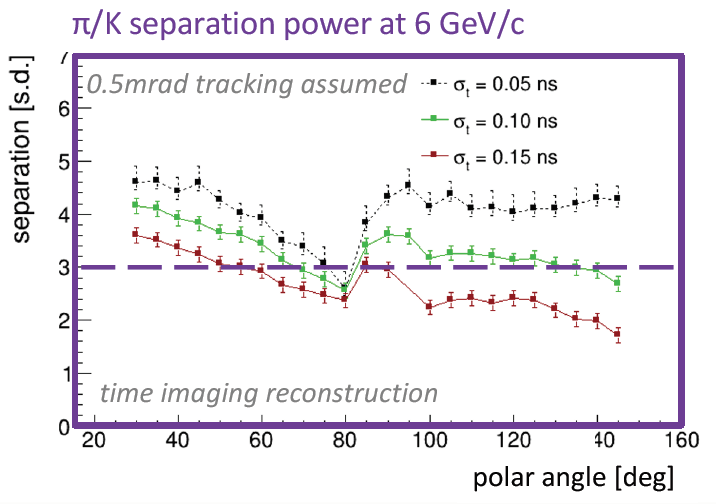 π/K separation power at 6 GeV/c
0.5mrad tracking assumed
σt = 0.05 ns
σt = 0.10 ns
σt = 0.15 ns
separation [s.d.]
7
6
5
4
3
2
1
0
time imaging reconstruction
20 40 60 80 100 120 140 160
polar angle [deg]